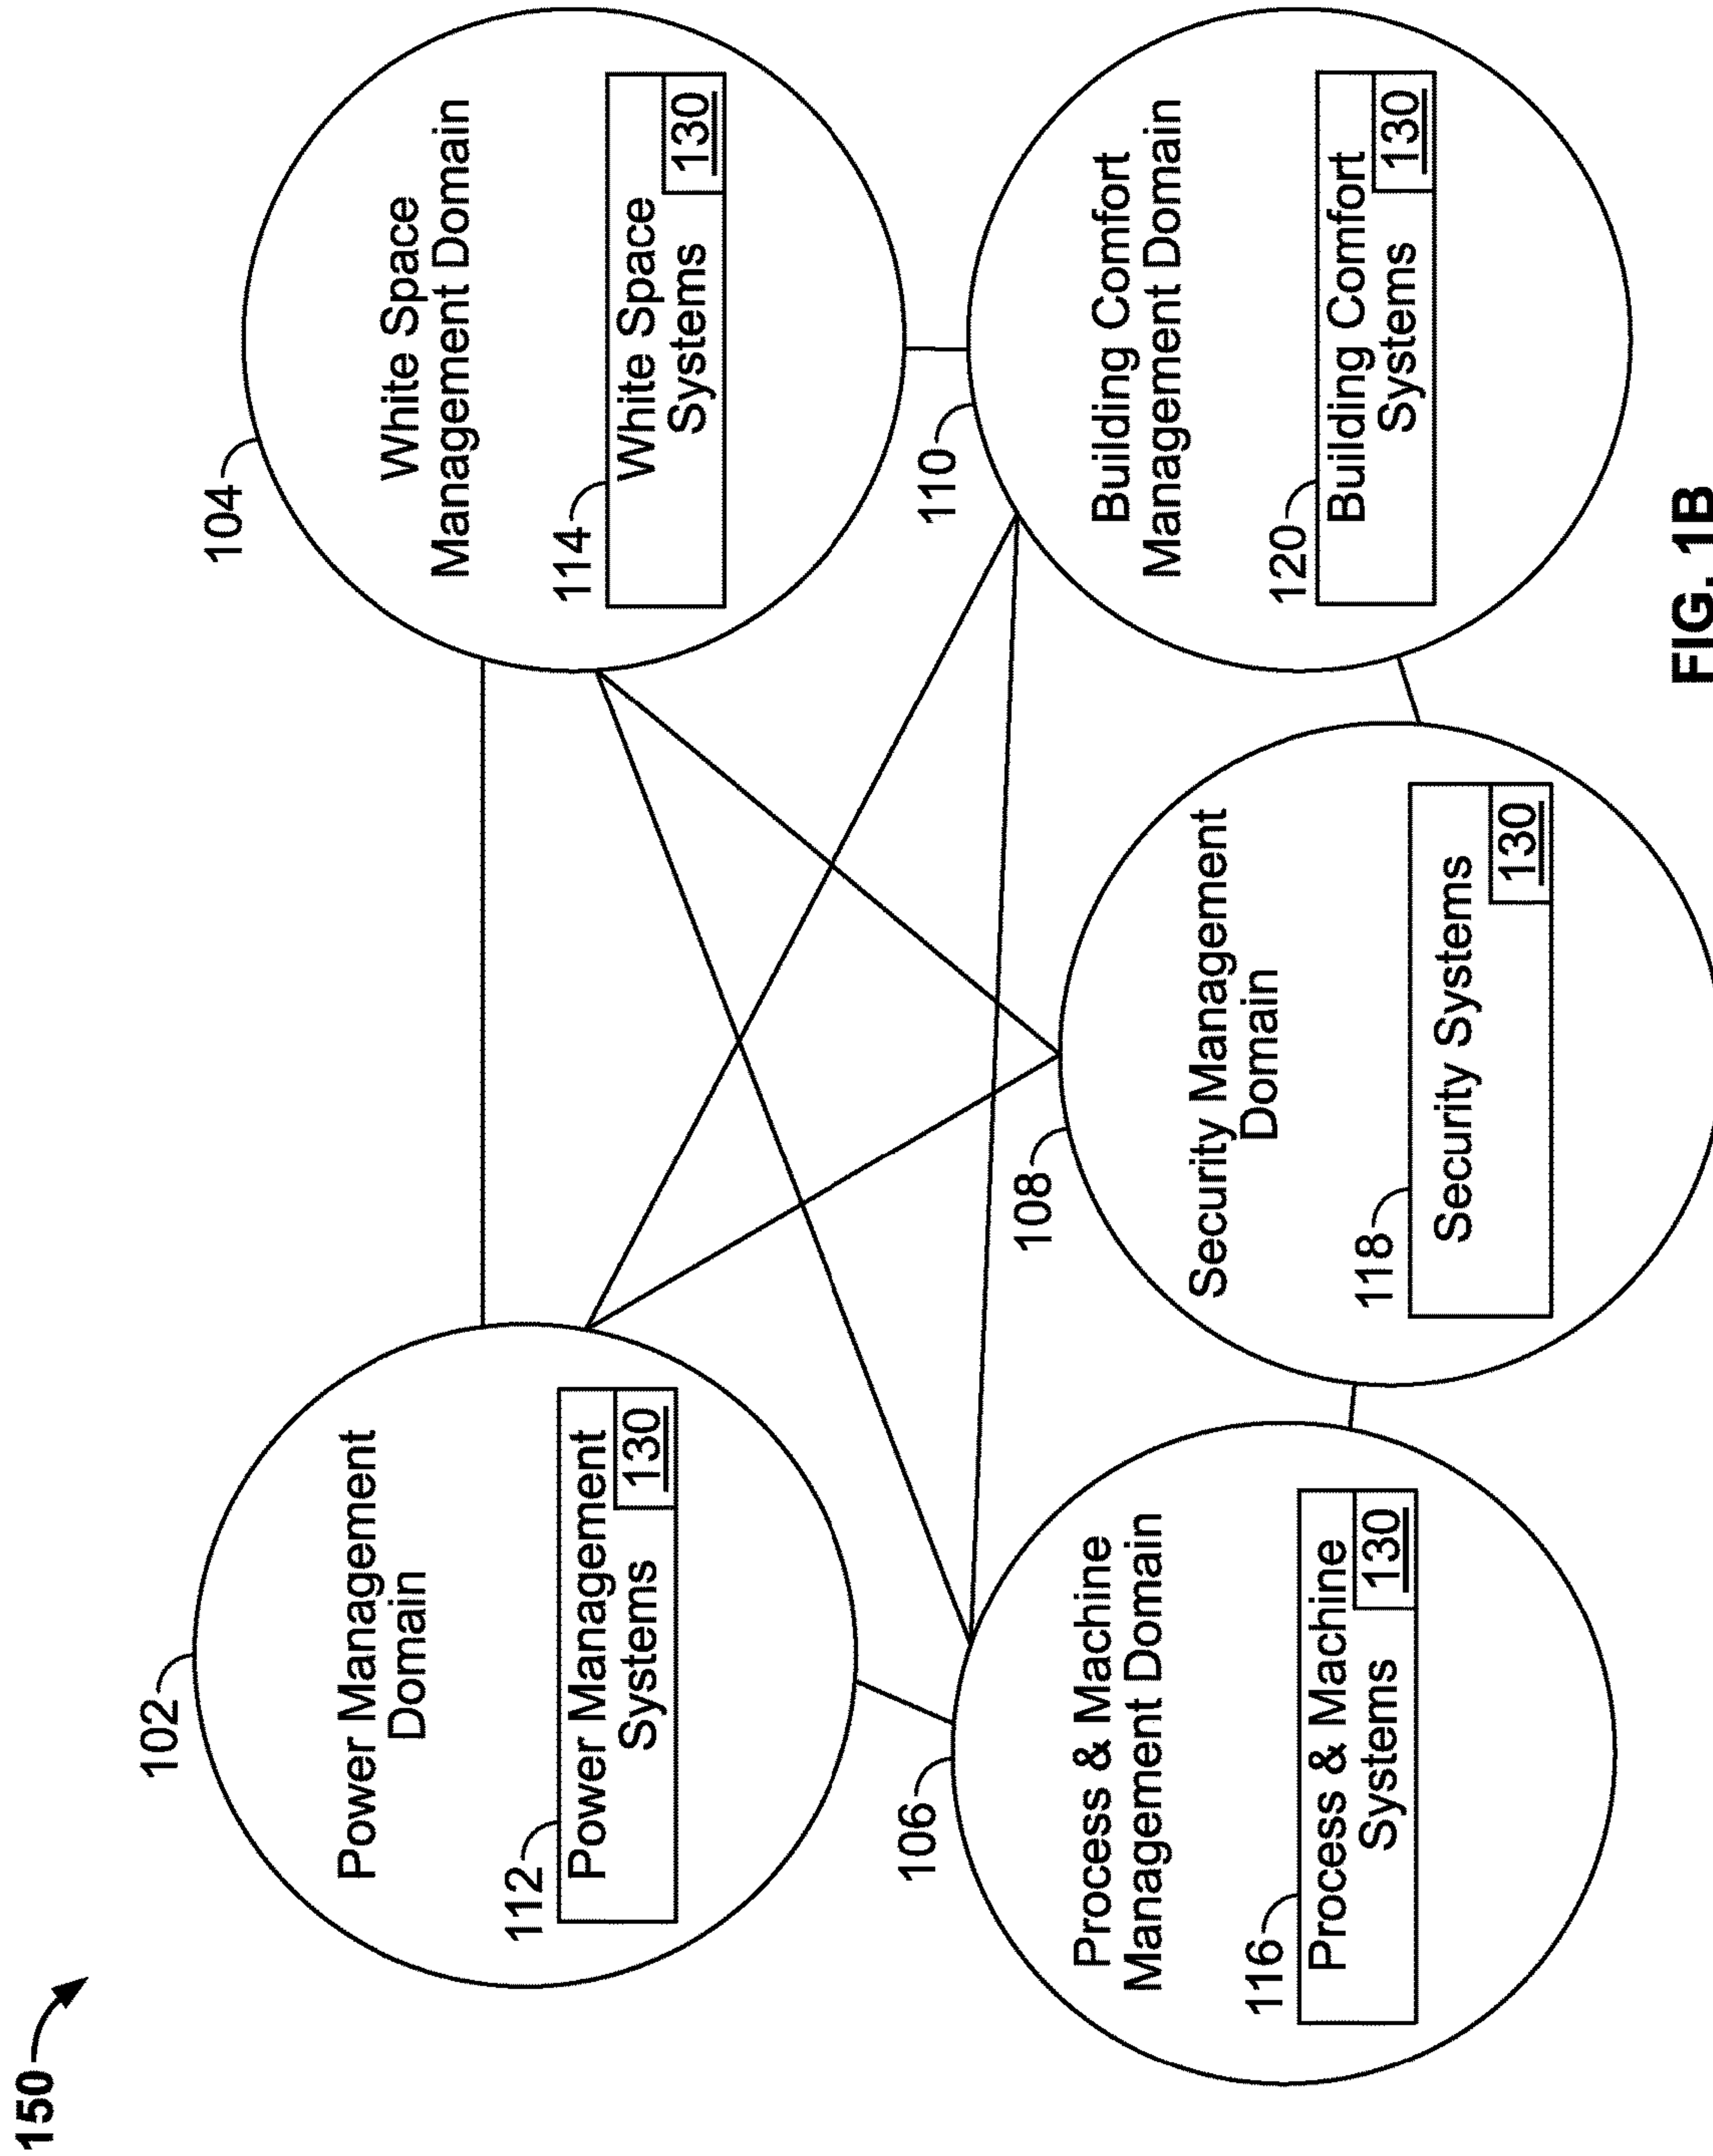 150
102
Power Management
Domain
112
Power Management
Systems
130
104
White Space
Management Domain
114
White Space
Systems
130
106
Process & Machine
Management Domain
116
Process & Machine
Systems
130
108
Security Management
Domain
118
Security Systems
130
110
Building Comfort
Management Domain
120
Building Comfort
Systems
130
FIG. 1B